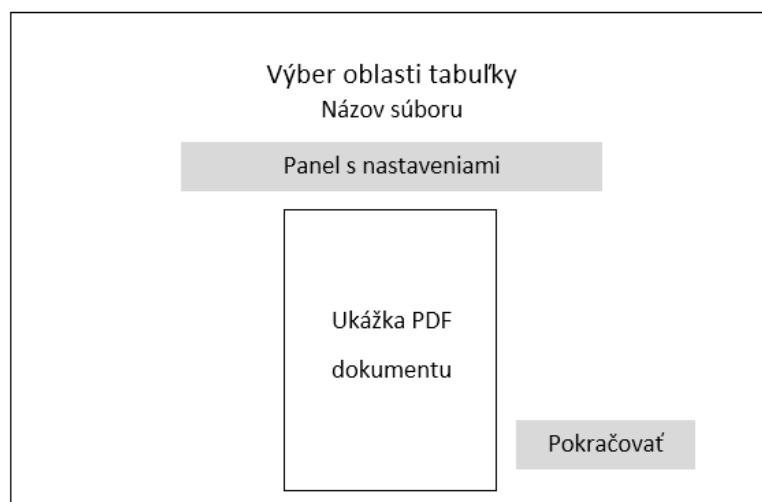 Výber oblasti tabuľky
Názov súboru
Panel s nastaveniami
Ukážka PDF
dokumentu
Pokračovať